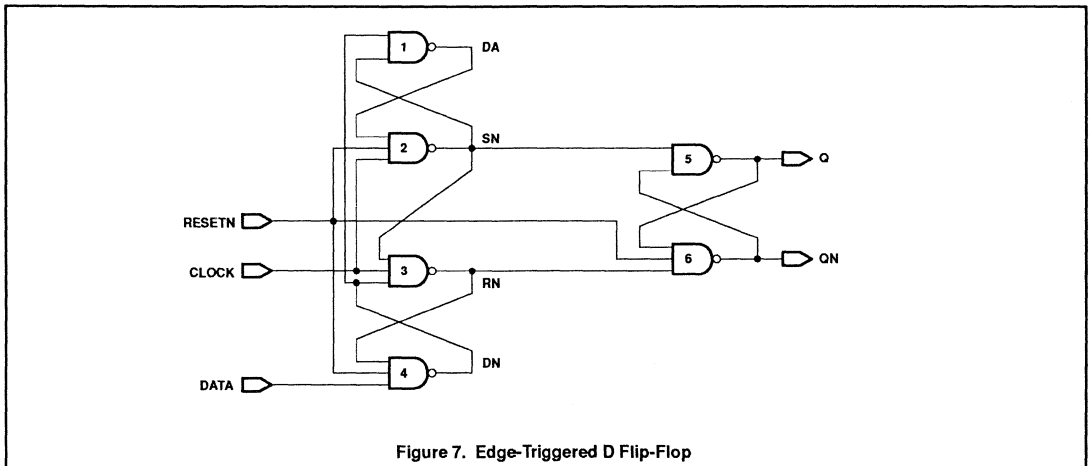 1
DA
2
SN
5
Q
RESETN
CLOCK
3
RN
6
QN
DATA
4
DN
Figure 7. Edge-Triggered D Flip-Flop